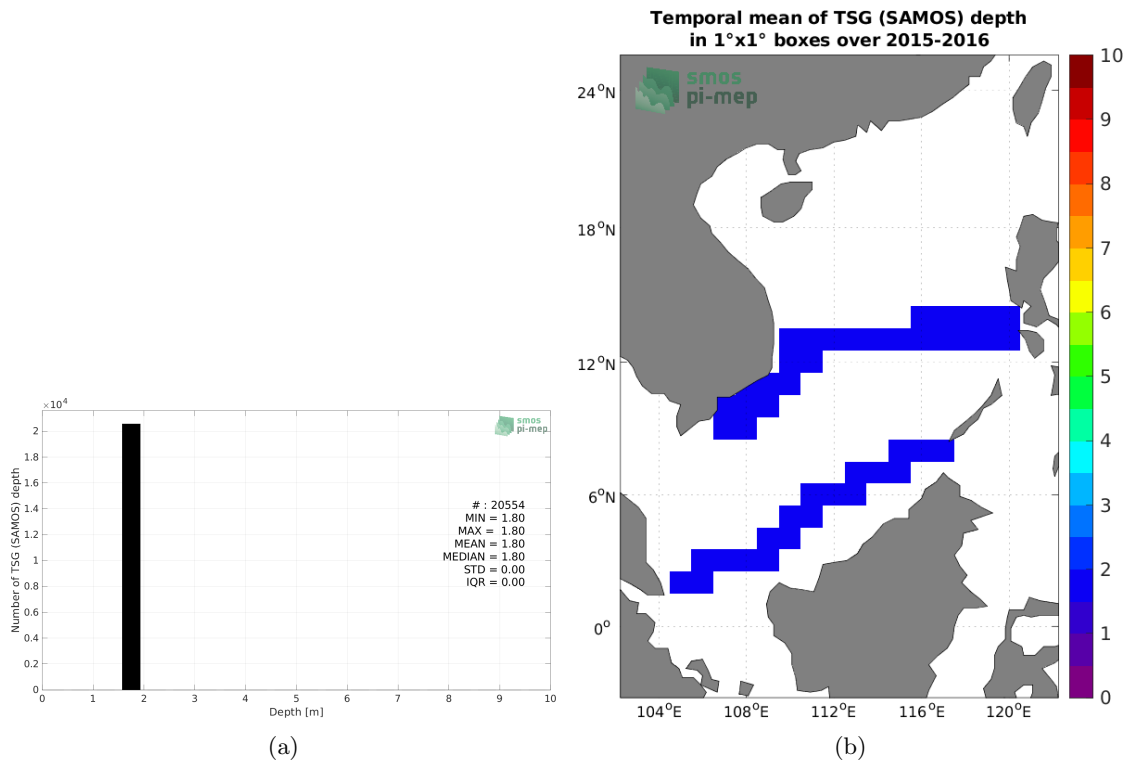 ×10⁴
2
1.8
1.6
1.4
1.2
1
0.8
0.6
0.4
0.2
0
Number of TSG (SAMOS) depth
smos
pi-mep
# : 20554
MIN = 1.80
MAX = 1.80
MEAN = 1.80
MEDIAN = 1.80
STD = 0.00
IQR = 0.00
0 1 2 3 4 5 6 7 8 9 10
Depth [m]
(a)
Temporal mean of TSG (SAMOS) depth
in 1°x1° boxes over 2015-2016
smos
pi-mep
24°N
18°N
12°N
6°N
0°
104°E 108°E 112°E 116°E 120°E
10
9
8
7
6
5
4
3
2
1
0
(b)